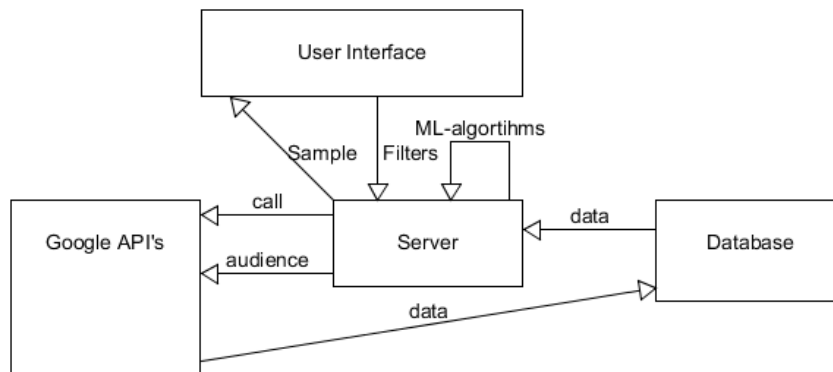 User Interface
ML-algortihms
Sample
Filters
call
data
Google API's
Server
Database
audience
data